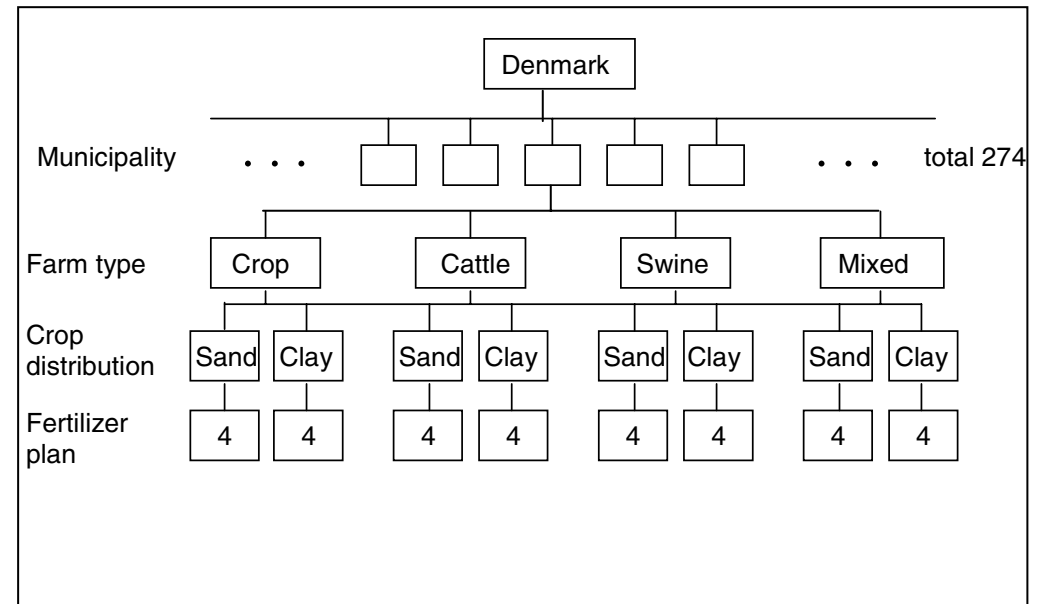 Denmark
Municipality . . . . . . total 274
Farm type Crop Cattle Swine Mixed
Crop
distribution Sand Clay Sand Clay Sand Clay Sand Clay
Fertilizer
plan 4 4 4 4 4 4 4 4